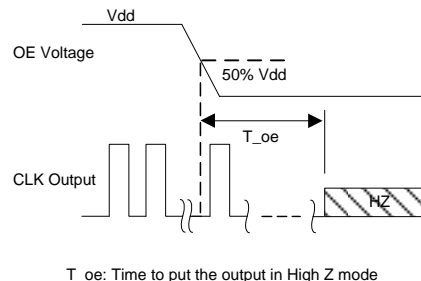 Vdd
OE Voltage
50% Vdd
T_oe
CLK Output
HZ
T_oe: Time to put the output in High Z mode